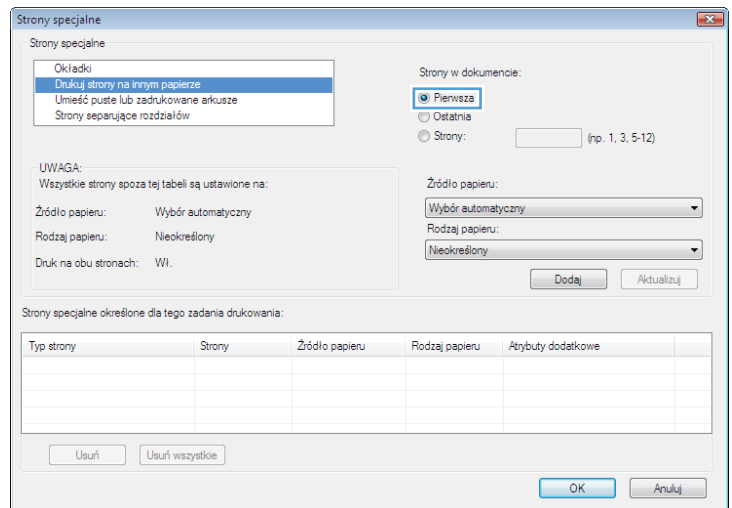 Strony specjalne
Strony specjalne
Okładki
Drukuj strony na innym papierze
Umieść puste lub zadrukowane arkusze
Strony separujące rozdziałów
Strony w dokumencie:
Pierwsza
Ostatnia
Strony: (np. 1, 3, 5-12)
UWAGA:
Wszystkie strony spoza tej tabeli są ustawione na:
Źródło papieru: Wybór automatyczny
Rodzaj papieru: Nieokreślony
Druk na obu stronach: Wł.
Źródło papieru:
Wybór automatyczny
Rodzaj papieru:
Nieokreślony
Dodaj Aktualizuj
Strony specjalne określone dla tego zadania drukowania:
Typ strony Strony Źródło papieru Rodzaj papieru Atrybuty dodatkowe
Usuń Usuń wszystkie
OK Anuluj